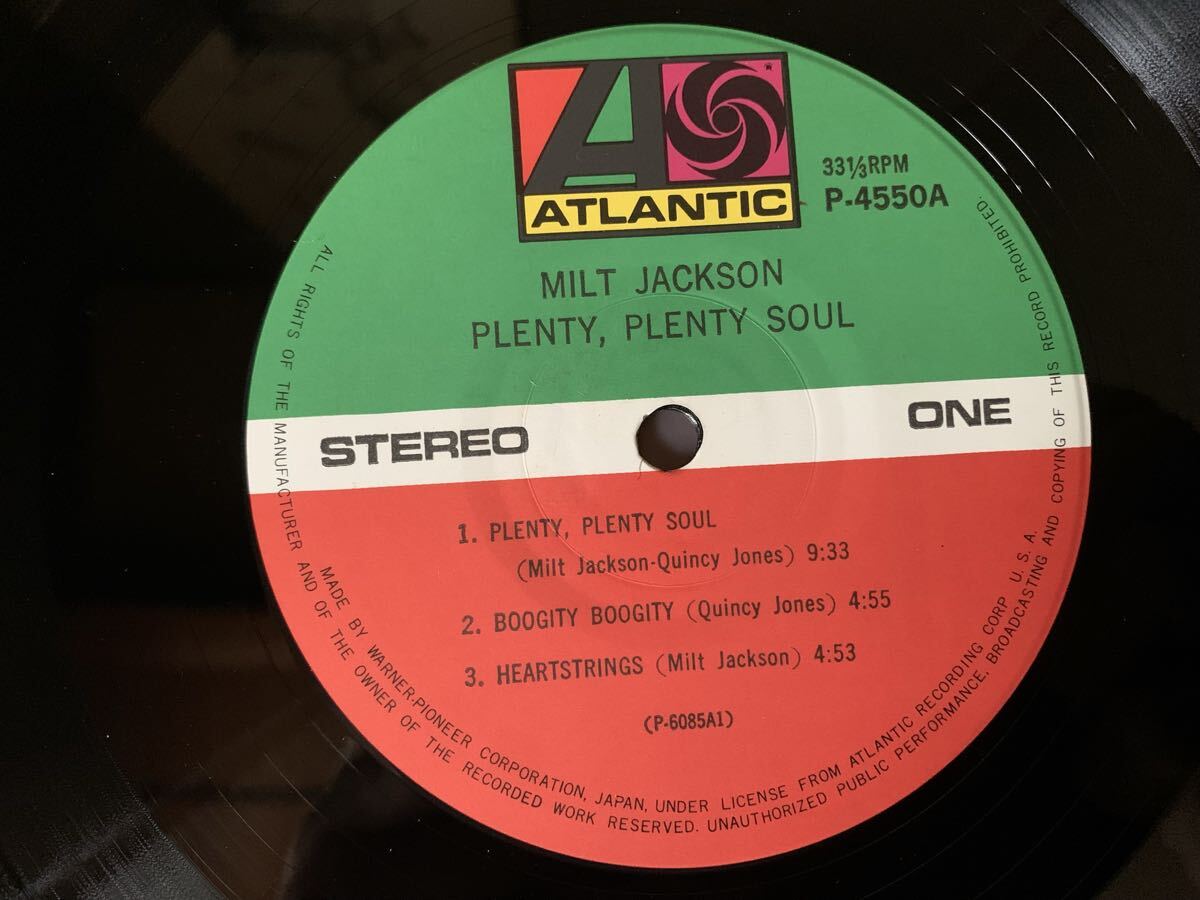 ATLANTIC
33⅓RPM
P-4550A
MILT JACKSON
PLENTY, PLENTY SOUL
STEREO
ONE
1. PLENTY, PLENTY SOUL
(Milt Jackson-Quincy Jones) 9:33
2. BOOGITY BOOGITY (Quincy Jones) 4:55
3. HEARTSTRINGS (Milt Jackson) 4:53
(P-6085A1)
MADE BY WARNER-PIONEER CORPORATION, JAPAN, UNDER LICENSE FROM ATLANTIC RECORDING CORP U.S.A.
ALL RIGHTS OF THE MANUFACTURER AND OF THE OWNER OF THE RECORDED WORK RESERVED. UNAUTHORIZED PUBLIC PERFORMANCE, BROADCASTING AND COPYING OF THIS RECORD PROHIBITED.